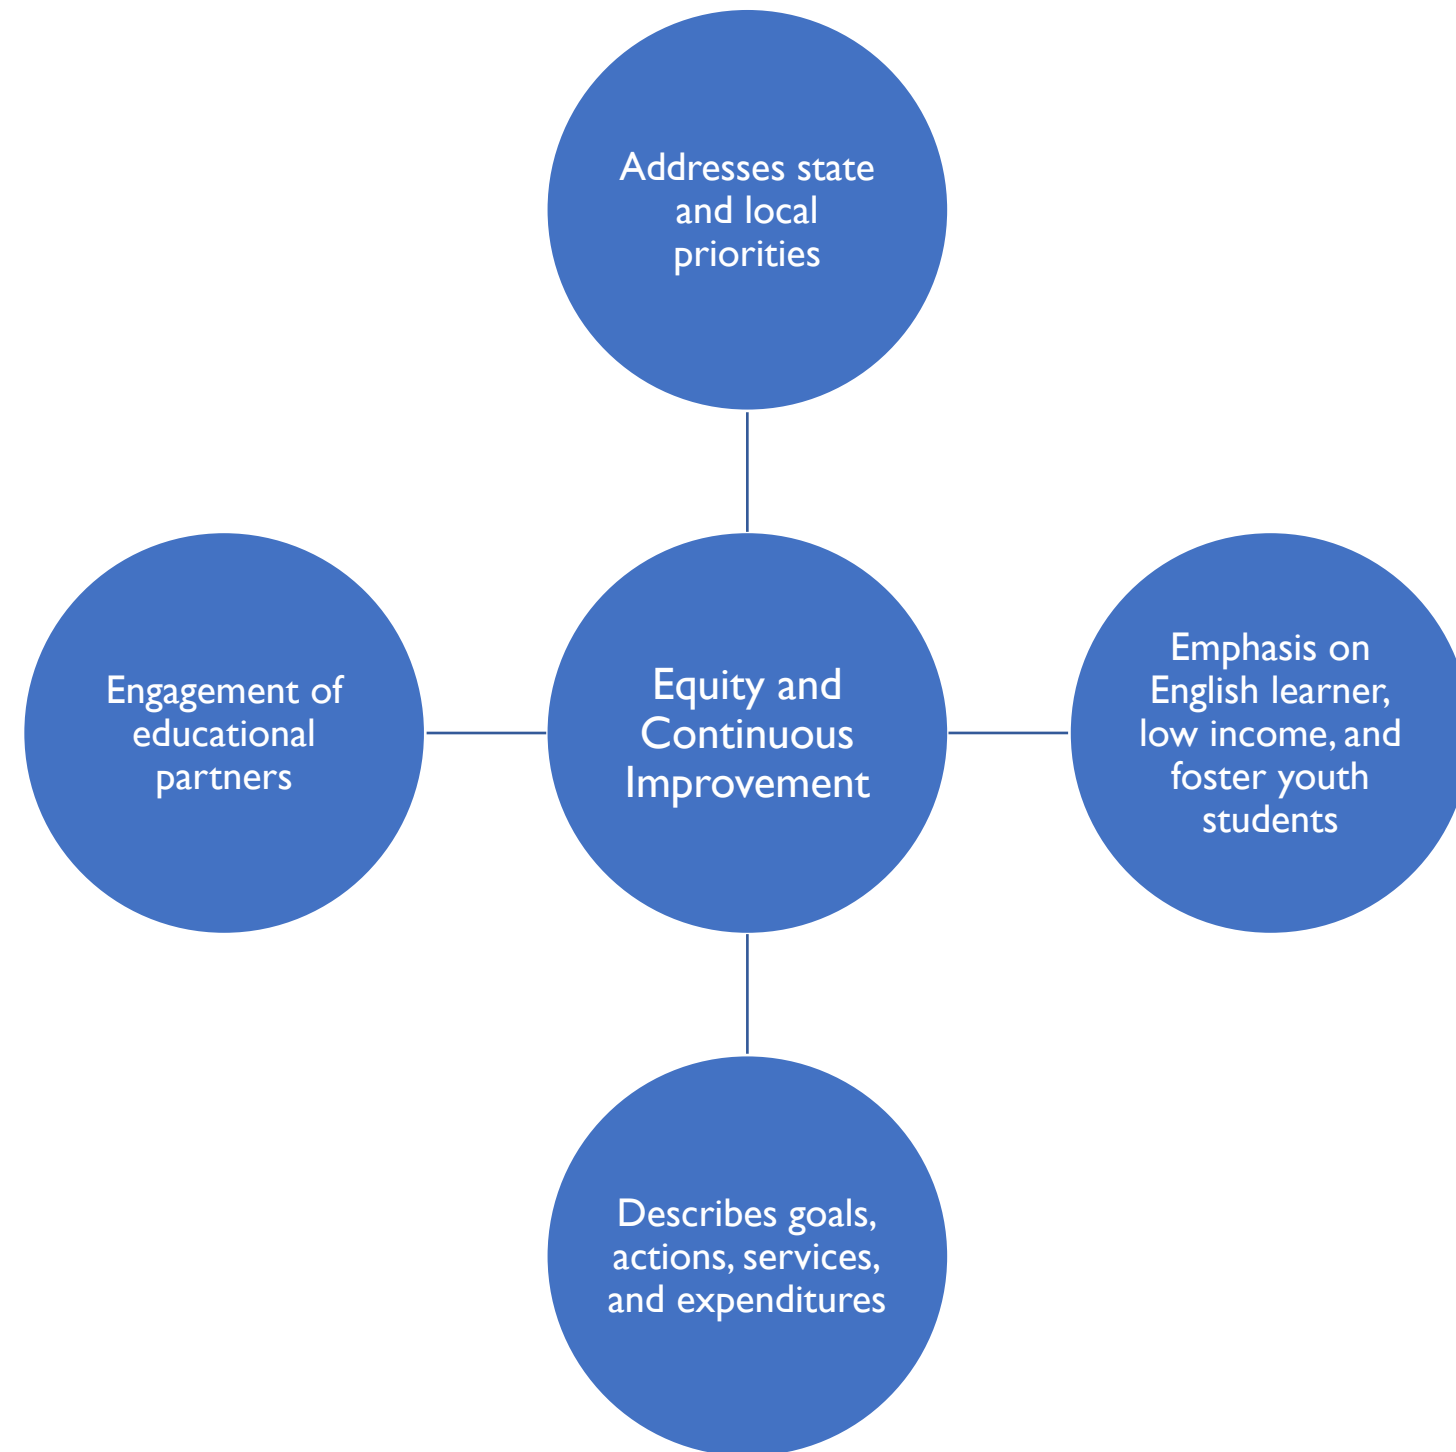 Addresses state
and local
priorities
Engagement of
educational
partners
Equity and
Continuous
Improvement
Emphasis on
English learner,
low income, and
foster youth
students
Describes goals,
actions, services,
and expenditures